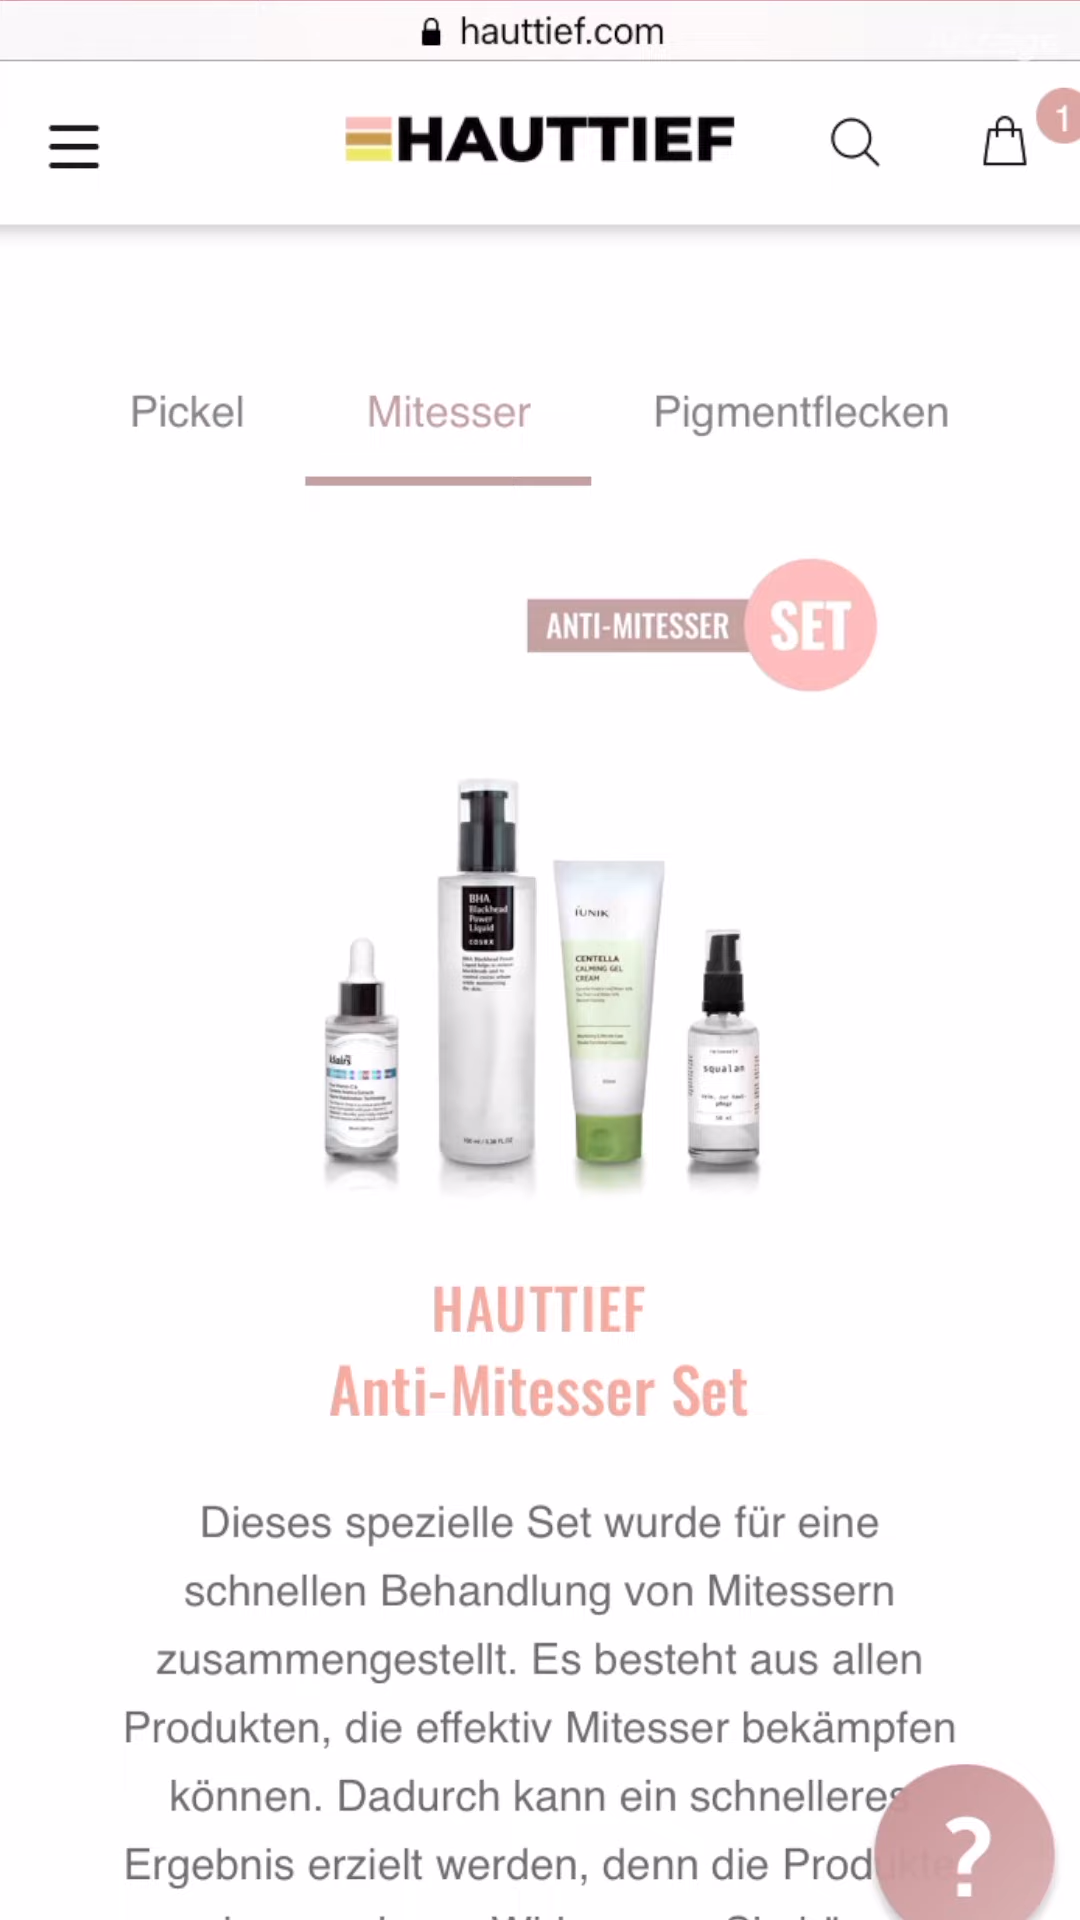 hauttief.com
HAUTTIEF
1
Pickel
Mitesser
Pigmentflecken
ANTI-MITESSER SET
BHA
Blackhead
Power
Liquid
COSRX
iUNIK
CENTELLA
CALMING GEL
CREAM
klairs
squalan
HAUTTIEF
Anti-Mitesser Set
Dieses spezielle Set wurde für eine
schnellen Behandlung von Mitessern
zusammengestellt. Es besteht aus allen
Produkten, die effektiv Mitesser bekämpfen
können. Dadurch kann ein schnelleres
Ergebnis erzielt werden, denn die Produkte
?